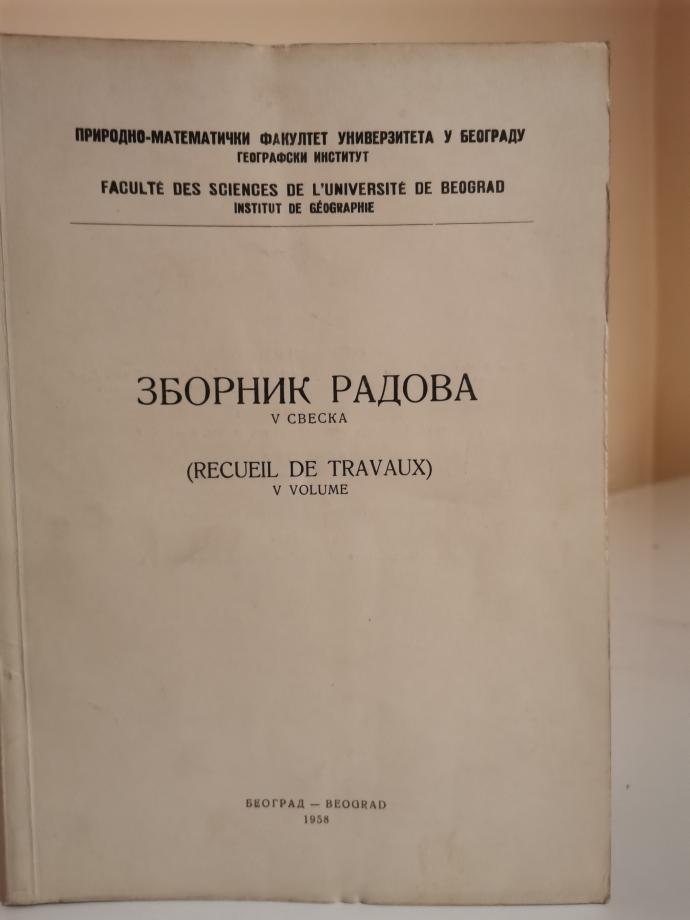 ПРИРОДНО-МАТЕМАТИЧКИ ФАКУЛТЕТ УНИВЕРЗИТЕТА У БЕОГРАДУ
ГЕОГРАФСКИ ИНСТИТУТ
FACULTÉ DES SCIENCES DE L'UNIVERSITÉ DE BEOGRAD
INSTITUT DE GÉOGRAPHIE
ЗБОРНИК РАДОВА
V СВЕСКА
(RECUEIL DE TRAVAUX)
V VOLUME
БЕОГРАД — BEOGRAD
1958